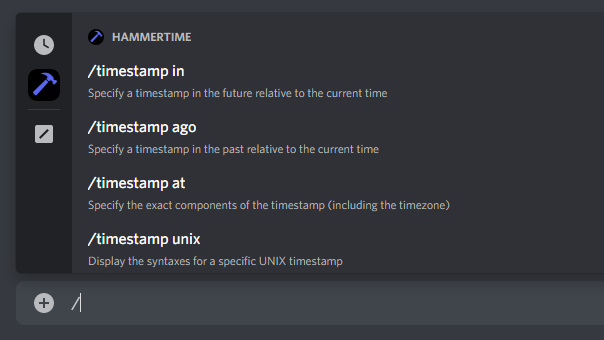 HAMMERTIME
/timestamp in
Specify a timestamp in the future relative to the current time
/timestamp ago
Specify a timestamp in the past relative to the current time
/timestamp at
Specify the exact components of the timestamp (including the timezone)
/timestamp unix
Display the syntaxes for a specific UNIX timestamp
/